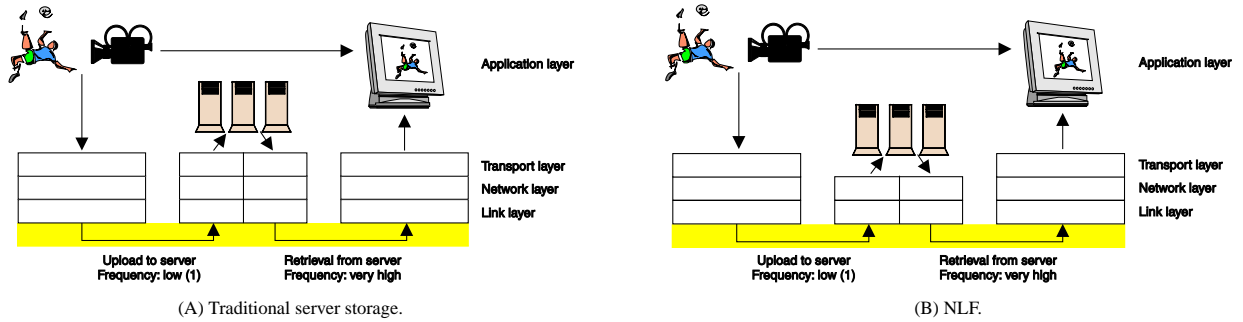 Application layer
Transport layer
Network layer
Link layer
Upload to server
Frequency: low (1)
Retrieval from server
Frequency: very high
(A) Traditional server storage.
Application layer
Transport layer
Network layer
Link layer
Upload to server
Frequency: low (1)
Retrieval from server
Frequency: very high
(B) NLF.